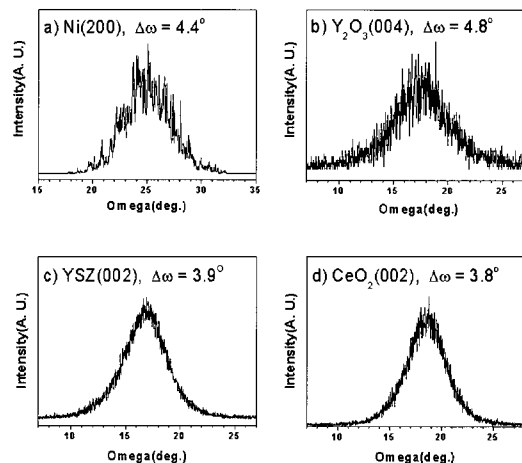 a) Ni(200), Δω = 4.4°
Intensity(A. U.)
15 20 25 30 35
Omega(deg.)
b) Y₂O₃(004), Δω = 4.8°
Intensity(A. U.)
10 15 20 25
Omega(deg.)
c) YSZ(002), Δω = 3.9°
Intensity(A. U.)
10 15 20 25
Omega(deg.)
d) CeO₂(002), Δω = 3.8°
Intensity(A. U.)
10 15 20 25
Omega(deg.)